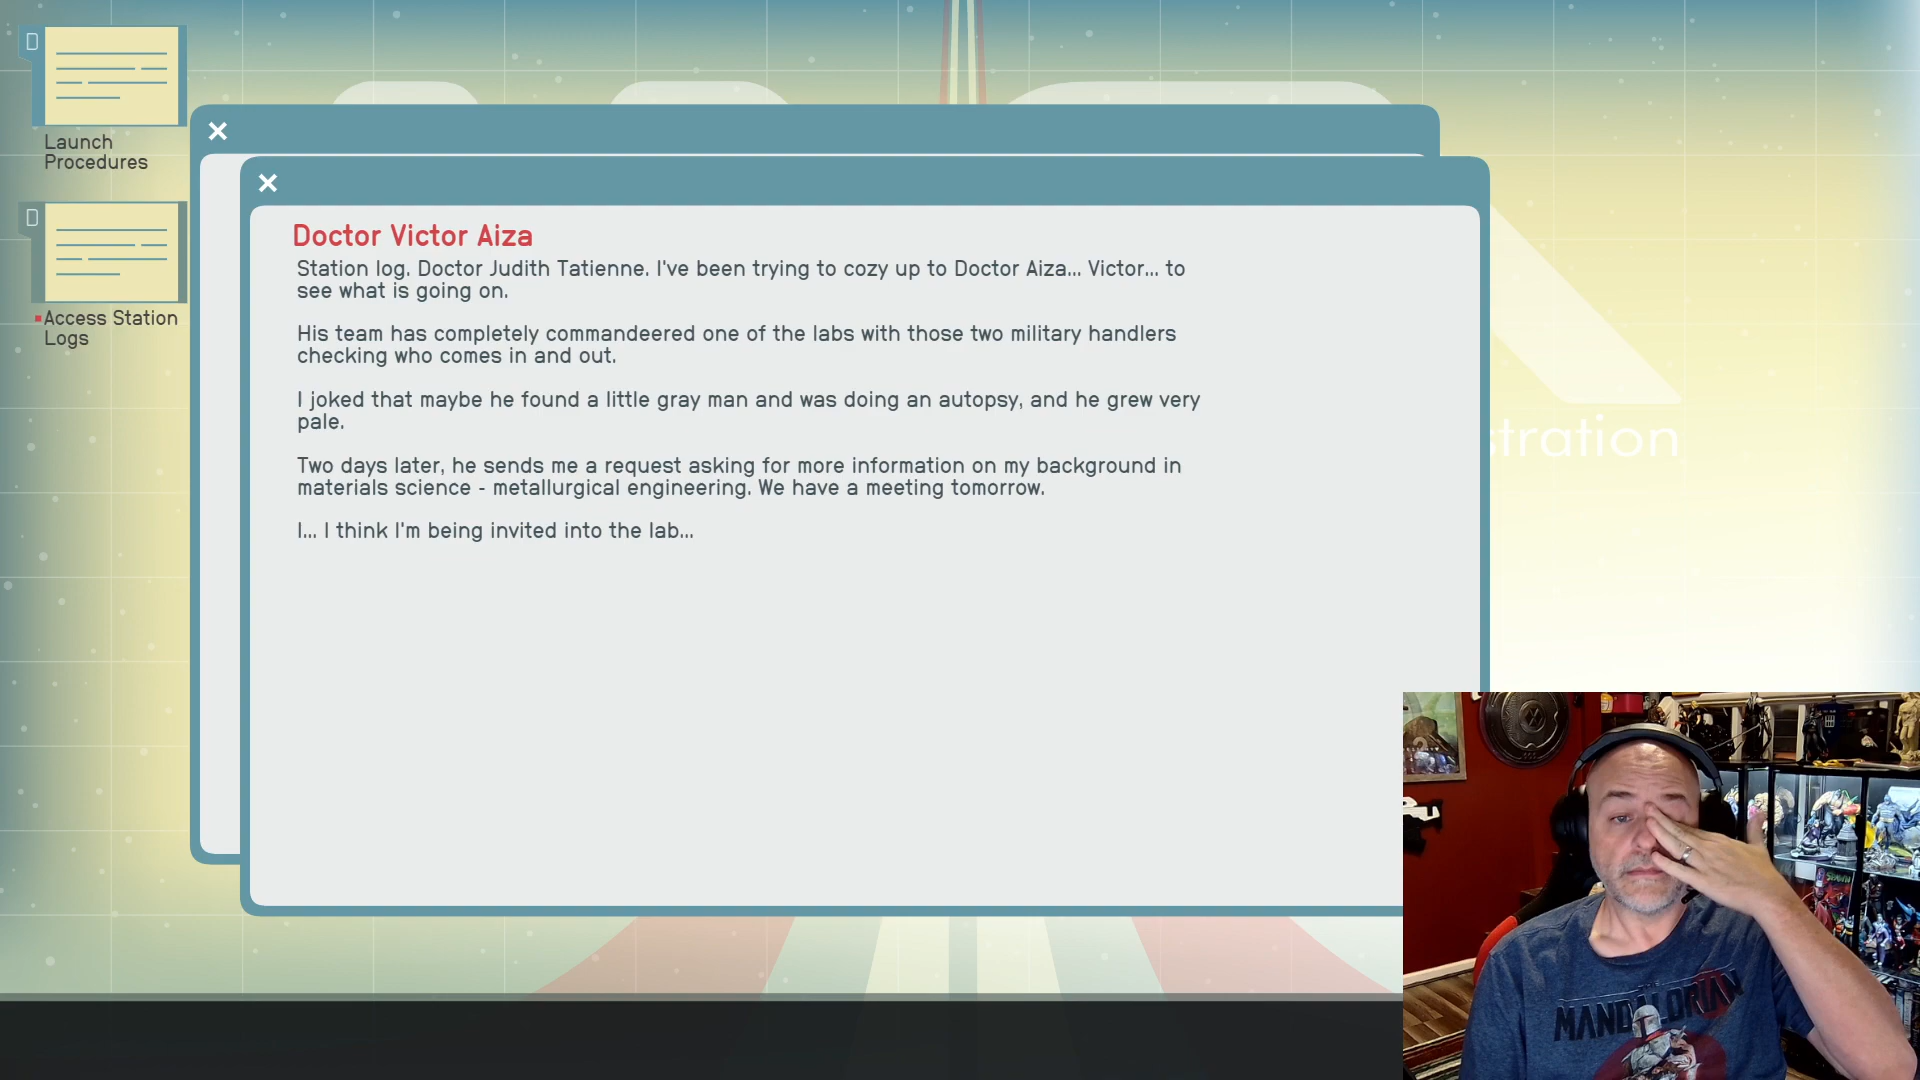 Launch
Procedures
Access Station
Logs
Doctor Victor Aiza
Station log. Doctor Judith Tatienne. I've been trying to cozy up to Doctor Aiza... Victor... to
see what is going on.
His team has completely commandeered one of the labs with those two military handlers
checking who comes in and out.
I joked that maybe he found a little gray man and was doing an autopsy, and he grew very
pale.
Two days later, he sends me a request asking for more information on my background in
materials science - metallurgical engineering. We have a meeting tomorrow.
I... I think I'm being invited into the lab...
stration
MANDALORIAN